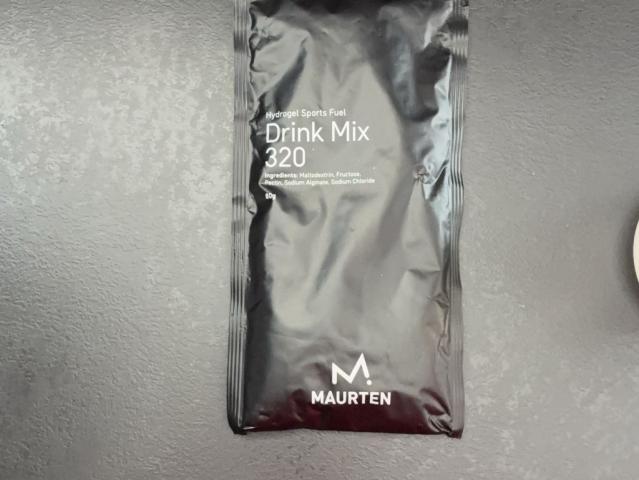 Hydrogel Sports Fuel
Drink Mix
320
Ingredients: Maltodextrin, Fructose,
Pectin, Sodium Alginate, Sodium Chloride
80g
M.
MAURTEN